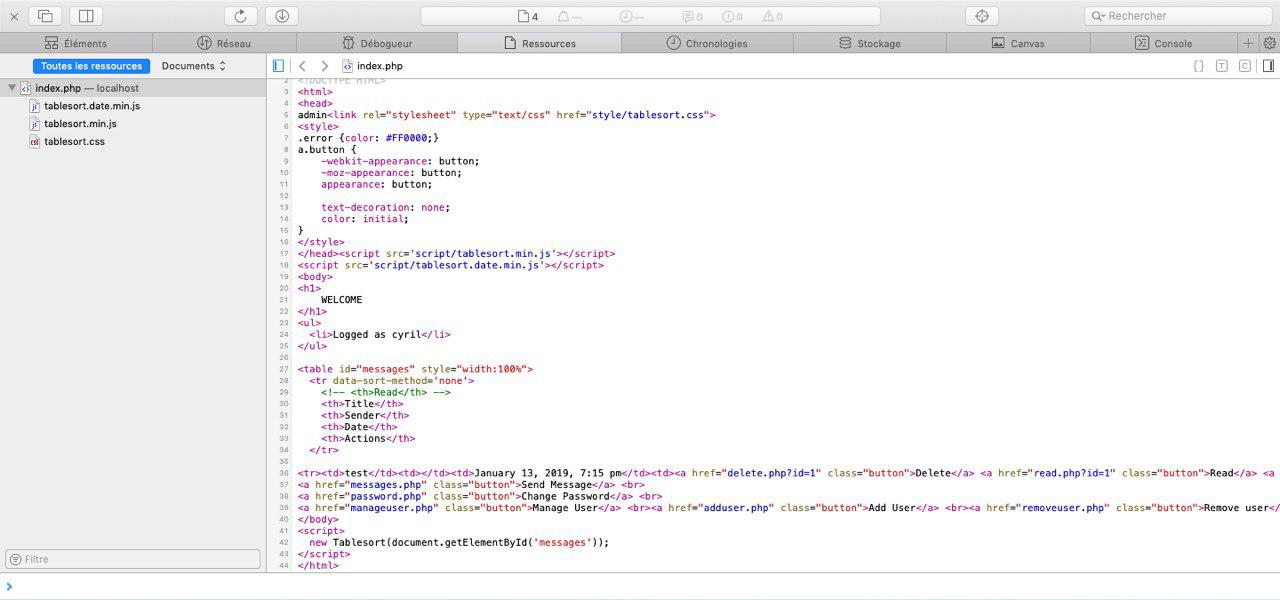 4 — — 0 0 0 Rechercher
Éléments Réseau Débogueur Ressources Chronologies Stockage Canvas Console
Toutes les ressources Documents index.php
index.php — localhost
tablesort.date.min.js
tablesort.min.js
tablesort.css
2 <!DOCTYPE HTML>
3 <html>
4 <head>
5 admin<link rel="stylesheet" type="text/css" href="style/tablesort.css">
6 <style>
7 .error {color: #FF0000;}
8 a.button {
9 -webkit-appearance: button;
10 -moz-appearance: button;
11 appearance: button;
12
13 text-decoration: none;
14 color: initial;
15 }
16 </style>
17 </head><script src='script/tablesort.min.js'></script>
18 <script src='script/tablesort.date.min.js'></script>
19 <body>
20 <h1>
21 WELCOME
22 </h1>
23 <ul>
24 <li>Logged as cyril</li>
25 </ul>
26
27 <table id="messages" style="width:100%">
28 <tr data-sort-method='none'>
29 <!-- <th>Read</th> -->
30 <th>Title</th>
31 <th>Sender</th>
32 <th>Date</th>
33 <th>Actions</th>
34 </tr>
35
36 <tr><td>test</td><td></td><td>January 13, 2019, 7:15 pm</td><td><a href="delete.php?id=1" class="button">Delete</a> <a href="read.php?id=1" class="button">Read</a> <a
37 <a href="messages.php" class="button">Send Message</a> <br>
38 <a href="password.php" class="button">Change Password</a> <br>
39 <a href="manageuser.php" class="button">Manage User</a> <br><a href="adduser.php" class="button">Add User</a> <br><a href="removeuser.php" class="button">Remove user</
40 </body>
41 <script>
42 new Tablesort(document.getElementById('messages'));
43 </script>
44 </html>
Filtre